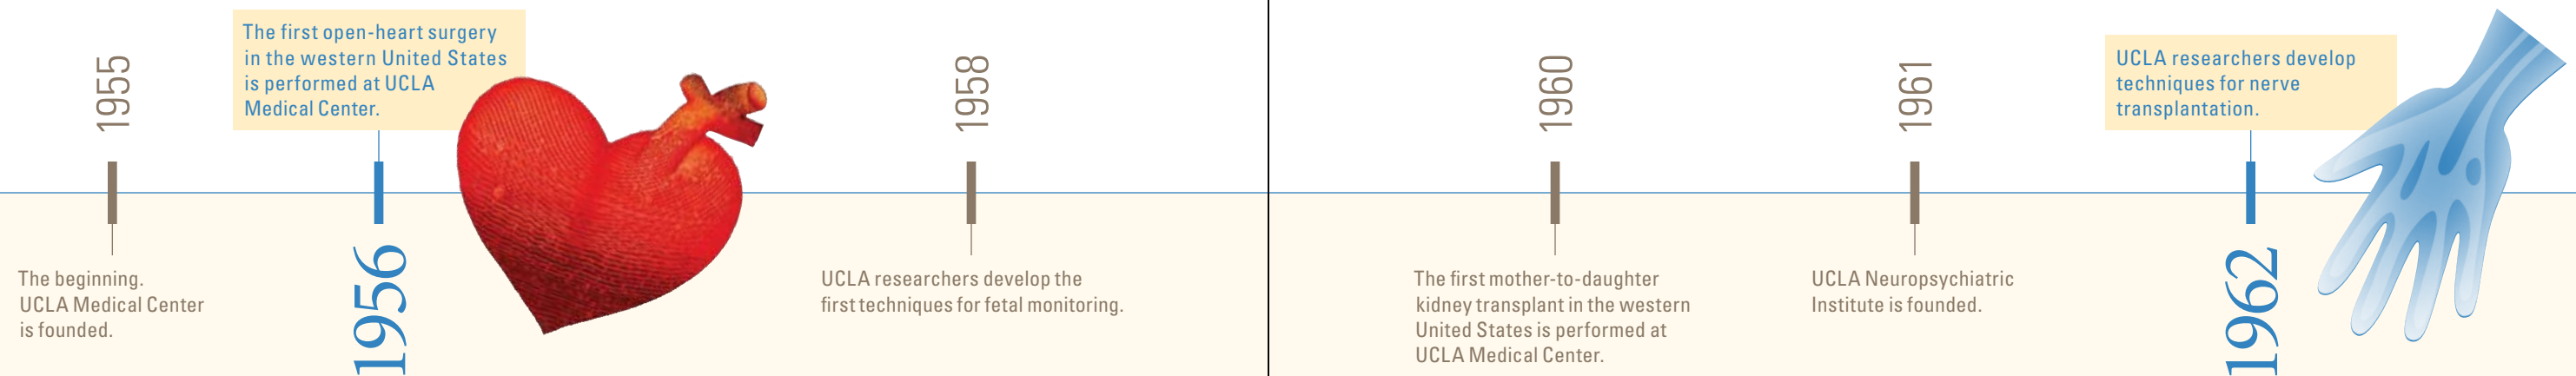 1955
The beginning.
UCLA Medical Center
is founded.
The first open-heart surgery
in the western United States
is performed at UCLA
Medical Center.
1956
1958
UCLA researchers develop the
first techniques for fetal monitoring.
1960
The first mother-to-daughter
kidney transplant in the western
United States is performed at
UCLA Medical Center.
1961
UCLA Neuropsychiatric
Institute is founded.
UCLA researchers develop
techniques for nerve
transplantation.
1962